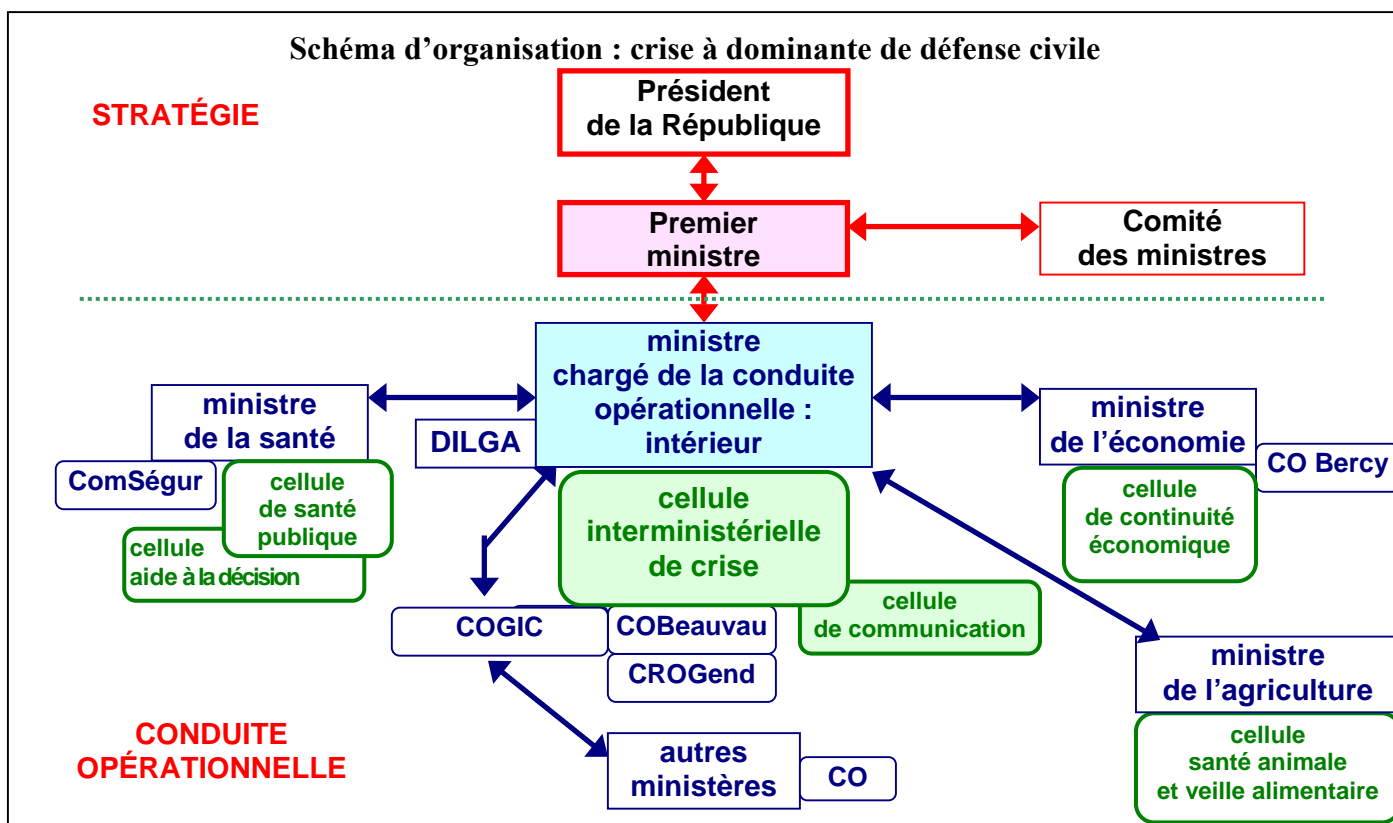 Schéma d'organisation : crise à dominante de défense civile
STRATÉGIE
Président
de la République
Premier
ministre
Comité
des ministres
ministre
chargé de la conduite
opérationnelle :
intérieur
ministre
de la santé
DILGA
ministre
de l'économie
ComSégur
CO Bercy
cellule
de santé
publique
cellule
aide à la décision
cellule
interministérielle
de crise
cellule
de continuité
économique
cellule
de communication
COGIC
COBeauvau
CROGend
ministre
de l'agriculture
CONDUITE
OPÉRATIONNELLE
autres
ministères
CO
cellule
santé animale
et veille alimentaire